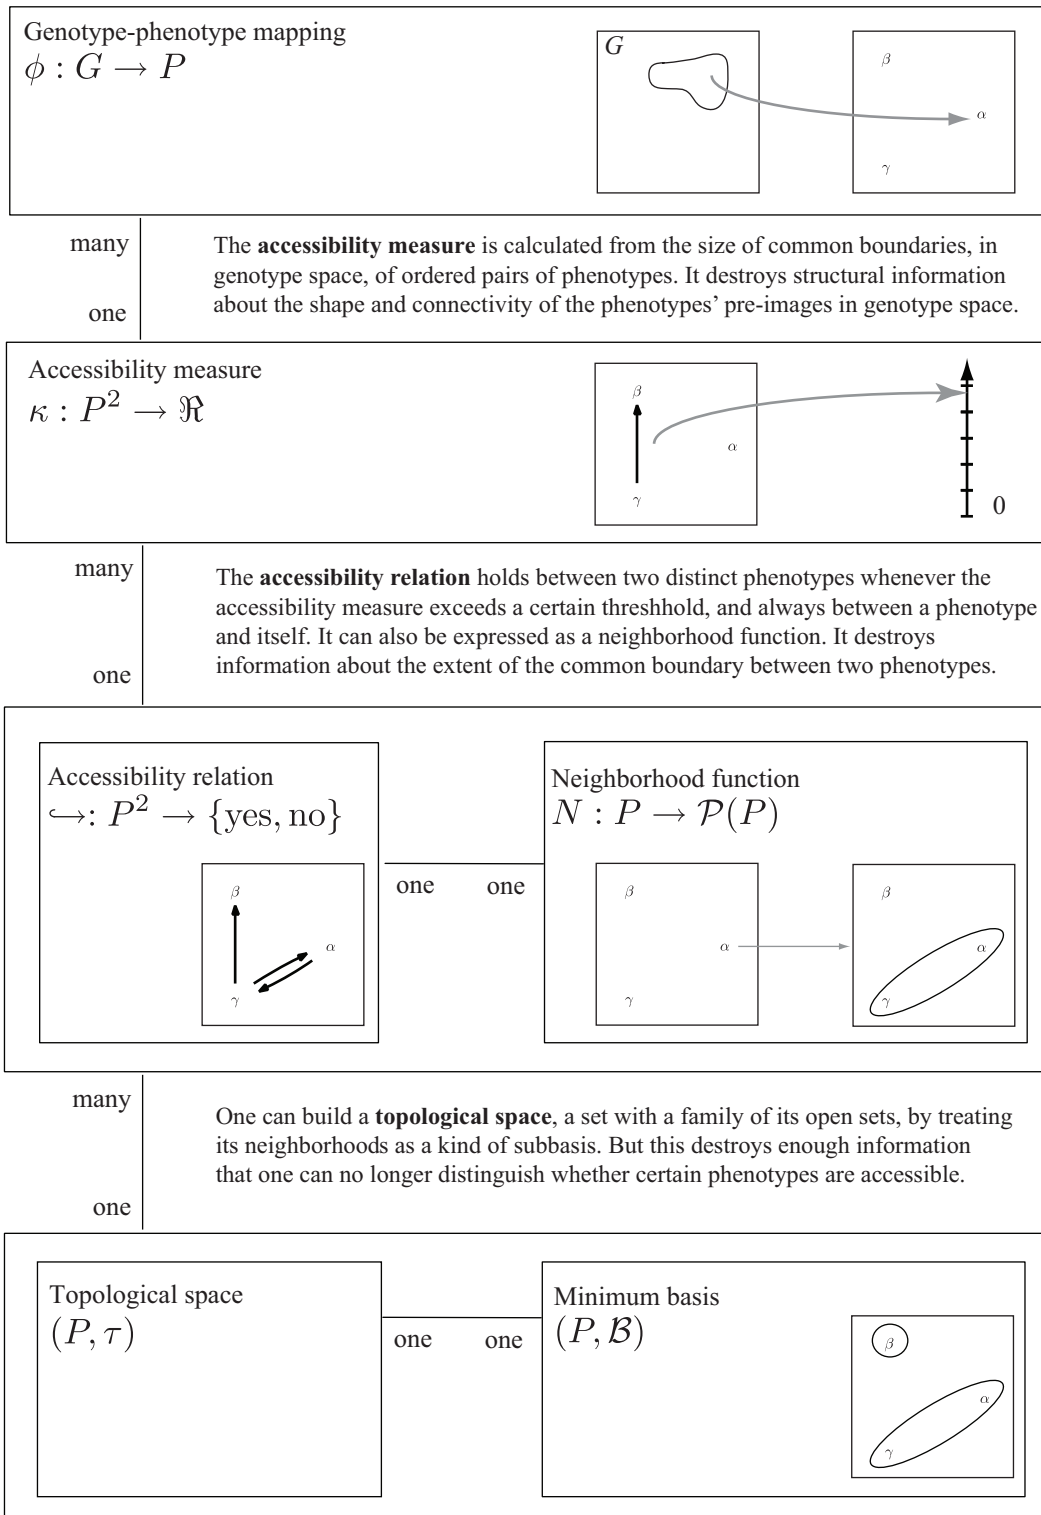 Genotype-phenotype mapping
ϕ : G → P
G
β
α
γ
many
one
The accessibility measure is calculated from the size of common boundaries, in
genotype space, of ordered pairs of phenotypes. It destroys structural information
about the shape and connectivity of the phenotypes' pre-images in genotype space.
Accessibility measure
κ : P² → ℜ
β
α
γ
0
many
one
The accessibility relation holds between two distinct phenotypes whenever the
accessibility measure exceeds a certain threshhold, and always between a phenotype
and itself. It can also be expressed as a neighborhood function. It destroys
information about the extent of the common boundary between two phenotypes.
Accessibility relation
↪: P² → {yes, no}
β
α
γ
one one
Neighborhood function
N : P → 𝒫(P)
β
α
γ
β
α
γ
many
one
One can build a topological space, a set with a family of its open sets, by treating
its neighborhoods as a kind of subbasis. But this destroys enough information
that one can no longer distinguish whether certain phenotypes are accessible.
Topological space
(P, τ)
one one
Minimum basis
(P, ℬ)
β
α
γ